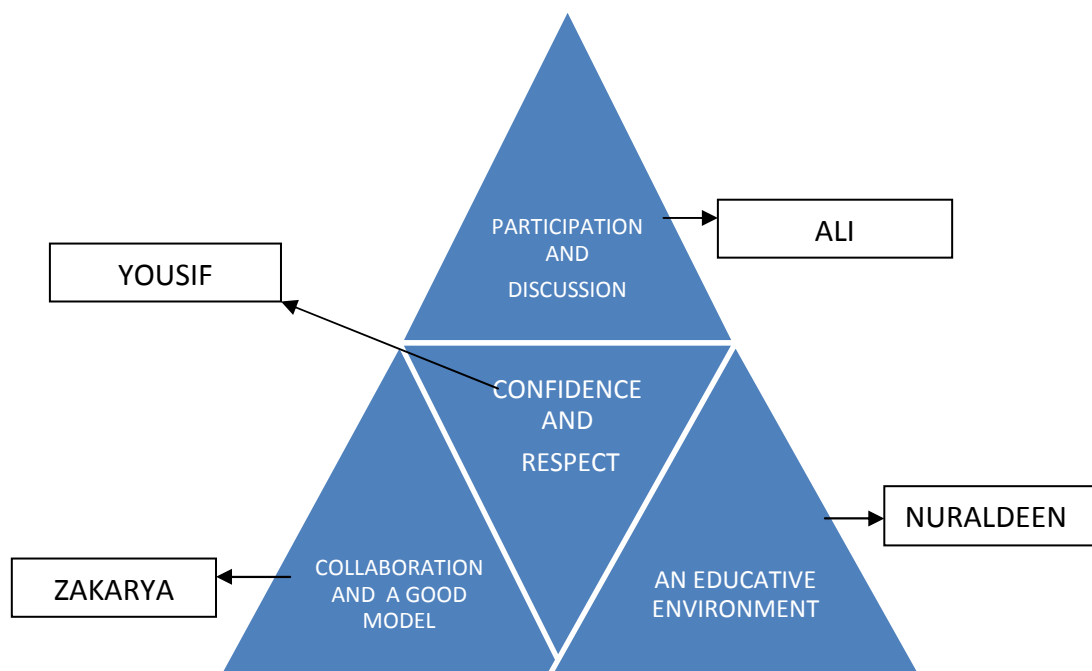 PARTICIPATION
AND
DISCUSSION
ALI
YOUSIF
CONFIDENCE
AND
RESPECT
NURALDEEN
COLLABORATION
AND A GOOD
MODEL
ZAKARYA
AN EDUCATIVE
ENVIRONMENT